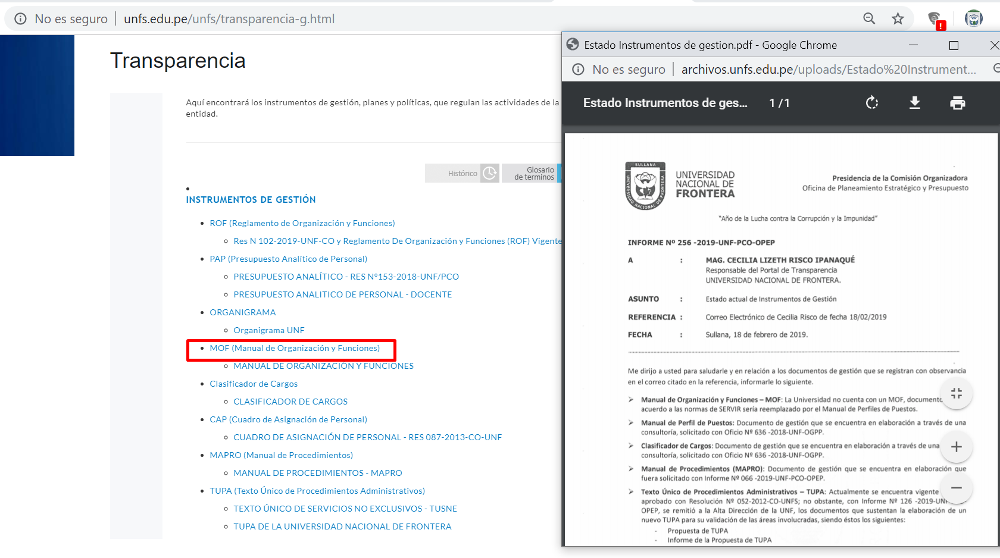 No es seguro | unfs.edu.pe/unfs/transparencia-g.html
Transparencia
Aquí encontrará los instrumentos de gestión, planes y políticas, que regulan las actividades de la
entidad.
Histórico
Glosario
de terminos
INSTRUMENTOS DE GESTIÓN
ROF (Reglamento de Organización y Funciones)
Res N 102-2019-UNF-CO y Reglamento De Organización y Funciones (ROF) Vigente
PAP (Presupuesto Analítico de Personal)
PRESUPUESTO ANALÍTICO - RES N°153-2018-UNF/PCO
PRESUPUESTO ANALITICO DE PERSONAL - DOCENTE
ORGANIGRAMA
Organigrama UNF
MOF (Manual de Organización y Funciones)
MANUAL DE ORGANIZACIÓN Y FUNCIONES
Clasificador de Cargos
CLASIFICADOR DE CARGOS
CAP (Cuadro de Asignación de Personal)
CUADRO DE ASIGNACIÓN DE PERSONAL - RES 087-2013-CO-UNF
MAPRO (Manual de Procedimientos)
MANUAL DE PROCEDIMIENTOS - MAPRO
TUPA (Texto Único de Procedimientos Administrativos)
TEXTO ÚNICO DE SERVICIOS NO EXCLUSIVOS - TUSNE
TUPA DE LA UNIVERSIDAD NACIONAL DE FRONTERA
Estado Instrumentos de gestion.pdf - Google Chrome
No es seguro | archivos.unfs.edu.pe/uploads/Estado%20Instrument...
Estado Instrumentos de ges... 1 / 1
SULLANA
UNIVERSIDAD NACIONAL DE FRONTERA
UNIVERSIDAD
NACIONAL DE
FRONTERA
Presidencia de la Comisión Organizadora
Oficina de Planeamiento Estratégico y Presupuesto
"Año de la Lucha contra la Corrupción y la Impunidad"
INFORME Nº 256 -2019-UNF-PCO-OPEP
A : MAG. CECILIA LIZETH RISCO IPANAQUÉ
Responsable del Portal de Transparencia
UNIVERSIDAD NACIONAL DE FRONTERA.
ASUNTO : Estado actual de Instrumentos de Gestión
REFERENCIA : Correo Electrónico de Cecilia Risco de fecha 18/02/2019
FECHA : Sullana, 18 de febrero de 2019.
Me dirijo a usted para saludarle y en relación a los documentos de gestión que se registran con observancia
en el correo citado en la referencia, informarle lo siguiente.
Manual de Organización y Funciones – MOF: La Universidad no cuenta con un MOF, document
acuerdo a las normas de SERVIR sería reemplazado por el Manual de Perfiles de Puestos.
Manual de Perfil de Puestos: Documento de gestión que se encuentra en elaboración a través de una
consultoría, solicitado con Oficio Nº 636 -2018-UNF-OGPP.
Clasificador de Cargos: Documento de gestión que se encuentra en elaboración a través de una
consultoría, solicitado con Oficio Nº 636 -2018-UNF-OGPP.
Manual de Procedimientos (MAPRO): Documento de gestión que se encuentra en elaboración que
fuera solicitado con Informe Nº 066 -2019-UNF-PCO-OPEP.
Texto Único de Procedimientos Administrativos – TUPA: Actualmente se encuentra vigente
aprobado con Resolución Nº 052-2012-CO-UNFS; no obstante, con Informe Nº 126 -2019-UN
OPEP, se remitió a la Alta Dirección de la UNF, los documentos que sustentan la elaboración de un
nuevo TUPA para su validación de las áreas involucradas, siendo éstos los siguientes:
- Propuesta de TUPA
- Informe de la Propuesta de TUPA